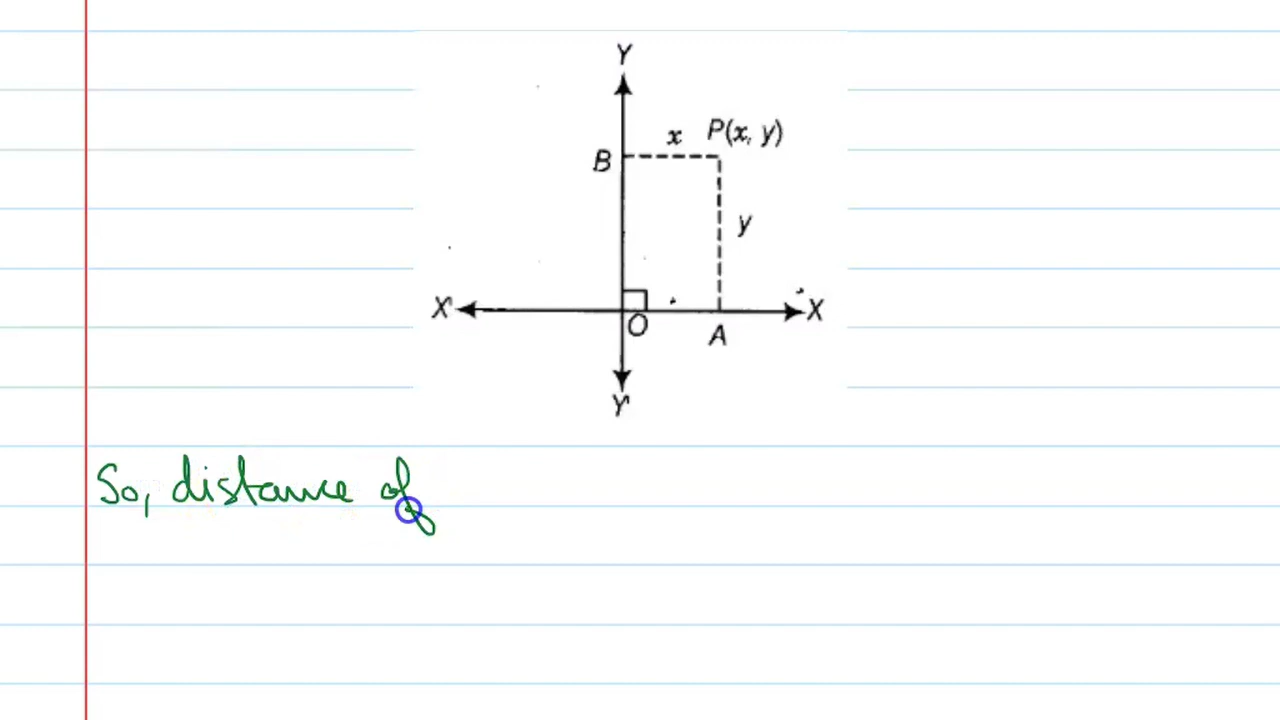 Y
x P(x, y)
B
y
X' O A X
Y'
So, distance of